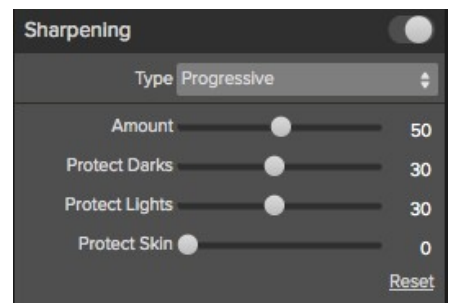 Sharpening
Type Progressive
Amount 50
Protect Darks 30
Protect Lights 30
Protect Skin 0
Reset